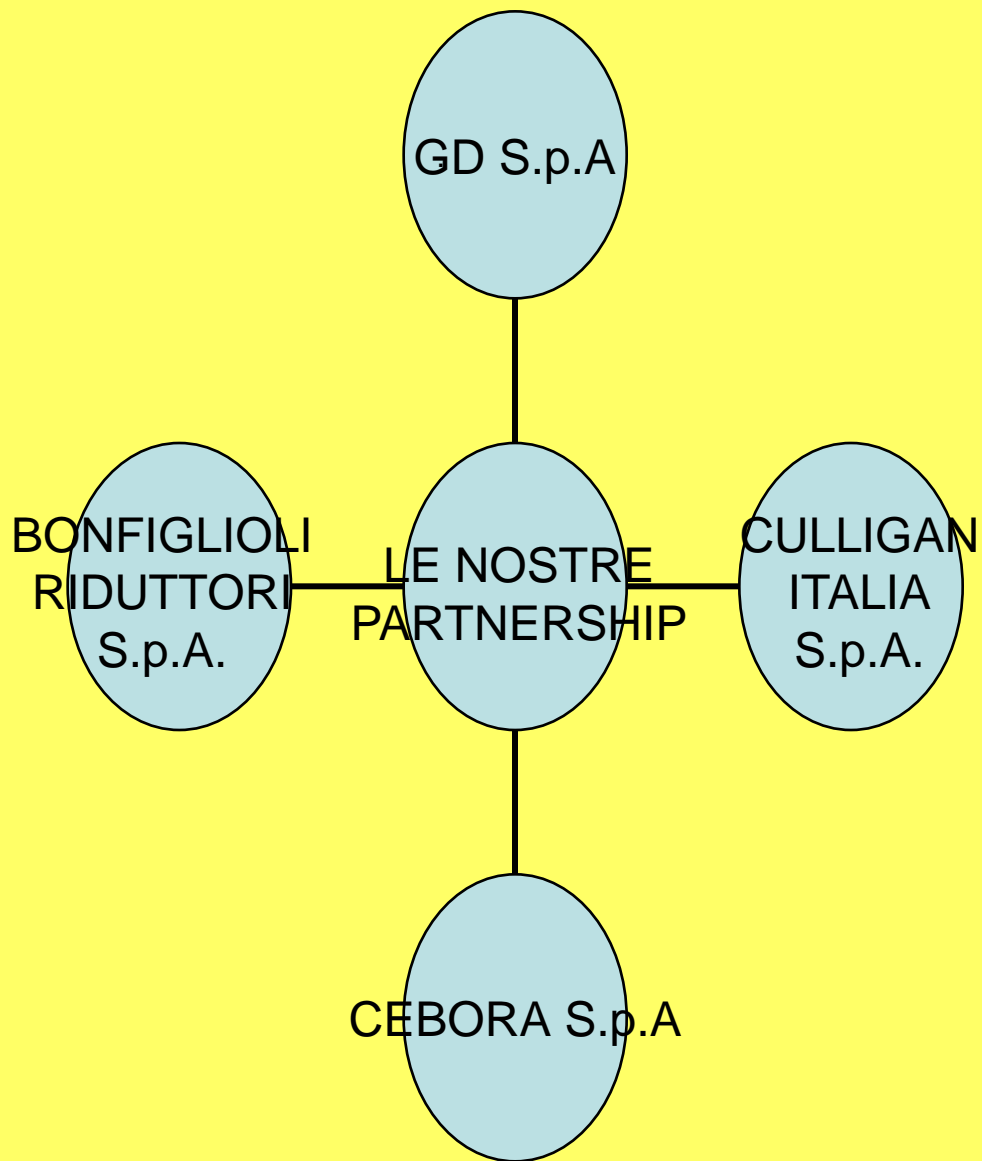 GD S.p.A
BONFIGLIOLI
RIDUTTORI
S.p.A.
LE NOSTRE
PARTNERSHIP
CULLIGAN
ITALIA
S.p.A.
CEBORA S.p.A